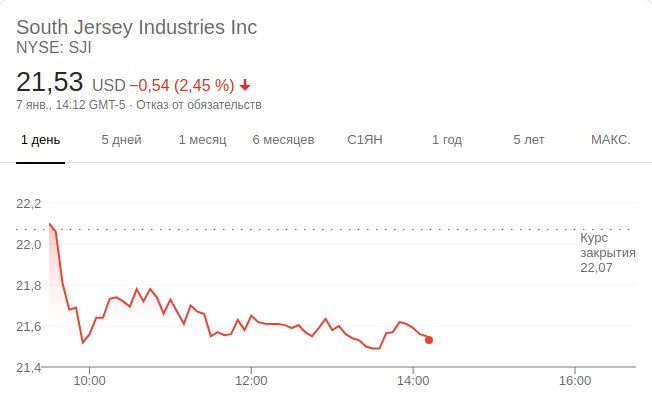 South Jersey Industries Inc
NYSE: SJI
21,53 USD −0,54 (2,45 %)
7 янв., 14:12 GMT-5 · Отказ от обязательств
1 день 5 дней 1 месяц 6 месяцев С1ЯН 1 год 5 лет МАКС.
22,2
22,0
21,8
21,6
21,4
Курс
закрытия
22,07
10:00 12:00 14:00 16:00